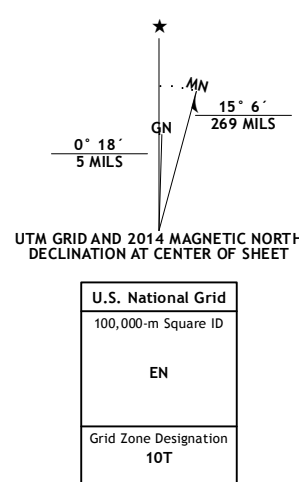 ★
MN
GN
15° 6´
269 MILS
0° 18´
5 MILS
UTM GRID AND 2014 MAGNETIC NORTH
DECLINATION AT CENTER OF SHEET
U.S. National Grid
100,000-m Square ID
EN
Grid Zone Designation
10T